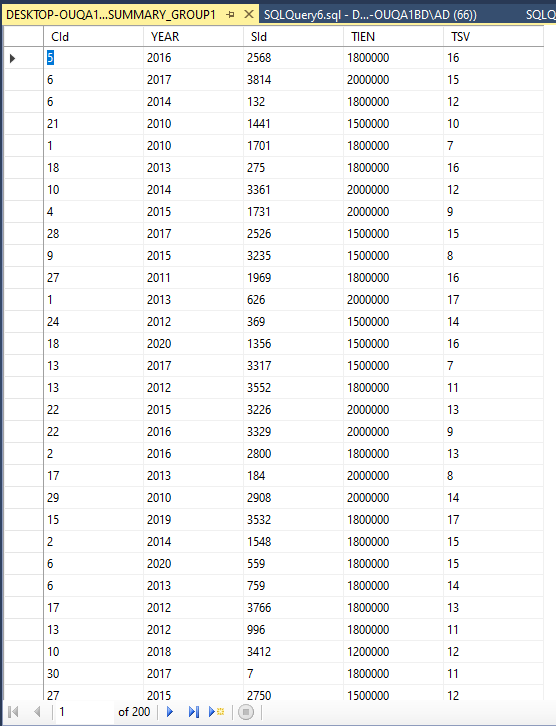 DESKTOP-OUQA1...SUMMARY_GROUP1 SQLQuery6.sql - D...-OUQA1BD\AD (66)) SQLQ
CId YEAR SId TIEN TSV
5 2016 2568 1800000 16
6 2017 3814 2000000 15
6 2014 132 1800000 12
21 2010 1441 1500000 10
1 2010 1701 1800000 7
18 2013 275 1800000 16
10 2014 3361 2000000 12
4 2015 1731 2000000 9
28 2017 2526 1500000 15
9 2015 3235 1500000 8
27 2011 1969 1800000 16
1 2013 626 2000000 17
24 2012 369 1500000 14
18 2020 1356 1500000 16
13 2017 3317 1500000 7
13 2012 3552 1800000 11
22 2015 3226 2000000 13
22 2016 3329 2000000 9
2 2016 2800 1800000 13
17 2013 184 2000000 8
29 2010 2908 2000000 14
15 2019 3532 1800000 17
2 2014 1548 1800000 15
6 2020 559 1800000 15
6 2013 759 1800000 14
17 2012 3766 1800000 13
13 2012 996 1800000 11
10 2018 3412 1200000 12
30 2017 7 1800000 11
27 2015 2750 1500000 12
1 of 200